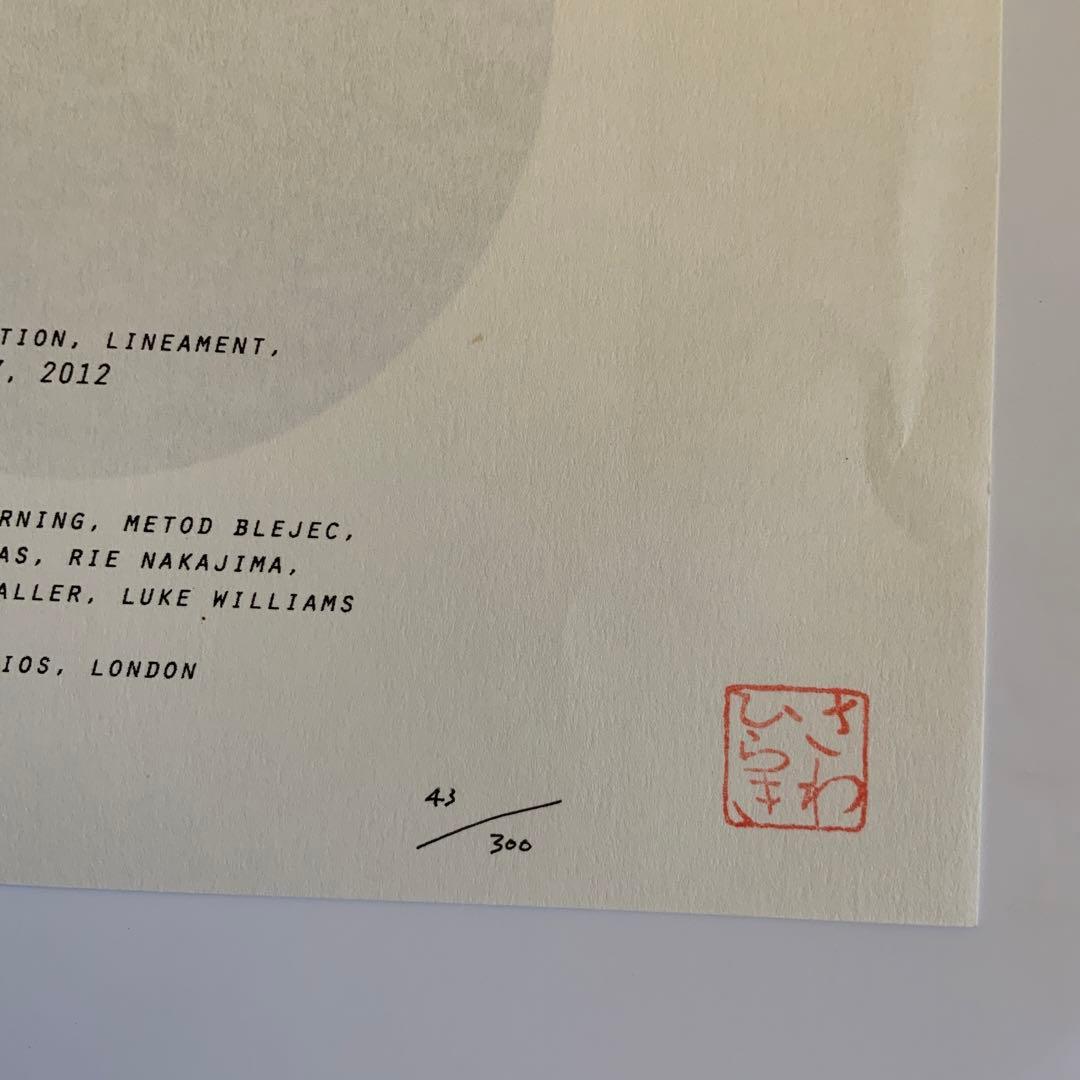 TION, LINEAMENT,
, 2012
RNING, METOD BLEJEC,
AS, RIE NAKAJIMA,
ALLER, LUKE WILLIAMS
IOS, LONDON
43
300
さわ
ひらき